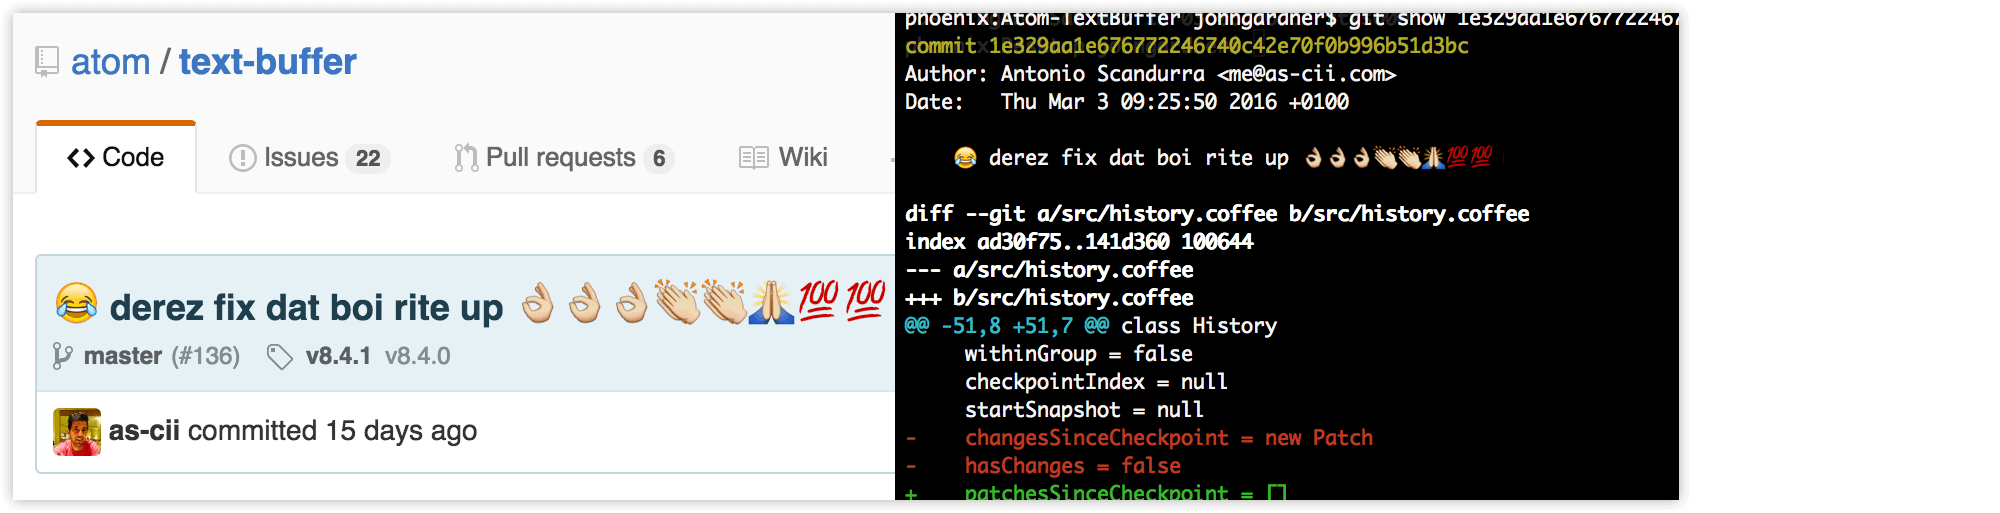 atom / text-buffer
Code Issues 22 Pull requests 6 Wiki
😂 derez fix dat boi rite up 👌🏼👌🏼👌🏼👏🏼👏🏼🙏🏼💯💯
master (#136) v8.4.1 v8.4.0
as-cii committed 15 days ago
phoenix:Atom-TextBuffer johngardner$ git show 1e329aa1e67677224674
commit 1e329aa1e676772246740c42e70f0b996b51d3bc
Author: Antonio Scandurra <me@as-cii.com>
Date:   Thu Mar 3 09:25:50 2016 +0100
😂 derez fix dat boi rite up 👌🏼👌🏼👌🏼👏🏼👏🏼🙏🏼💯💯
diff --git a/src/history.coffee b/src/history.coffee
index ad30f75..141d360 100644
--- a/src/history.coffee
+++ b/src/history.coffee
@@ -51,8 +51,7 @@ class History
withinGroup = false
checkpointIndex = null
startSnapshot = null
-    changesSinceCheckpoint = new Patch
-    hasChanges = false
+    patchesSinceCheckpoint = []